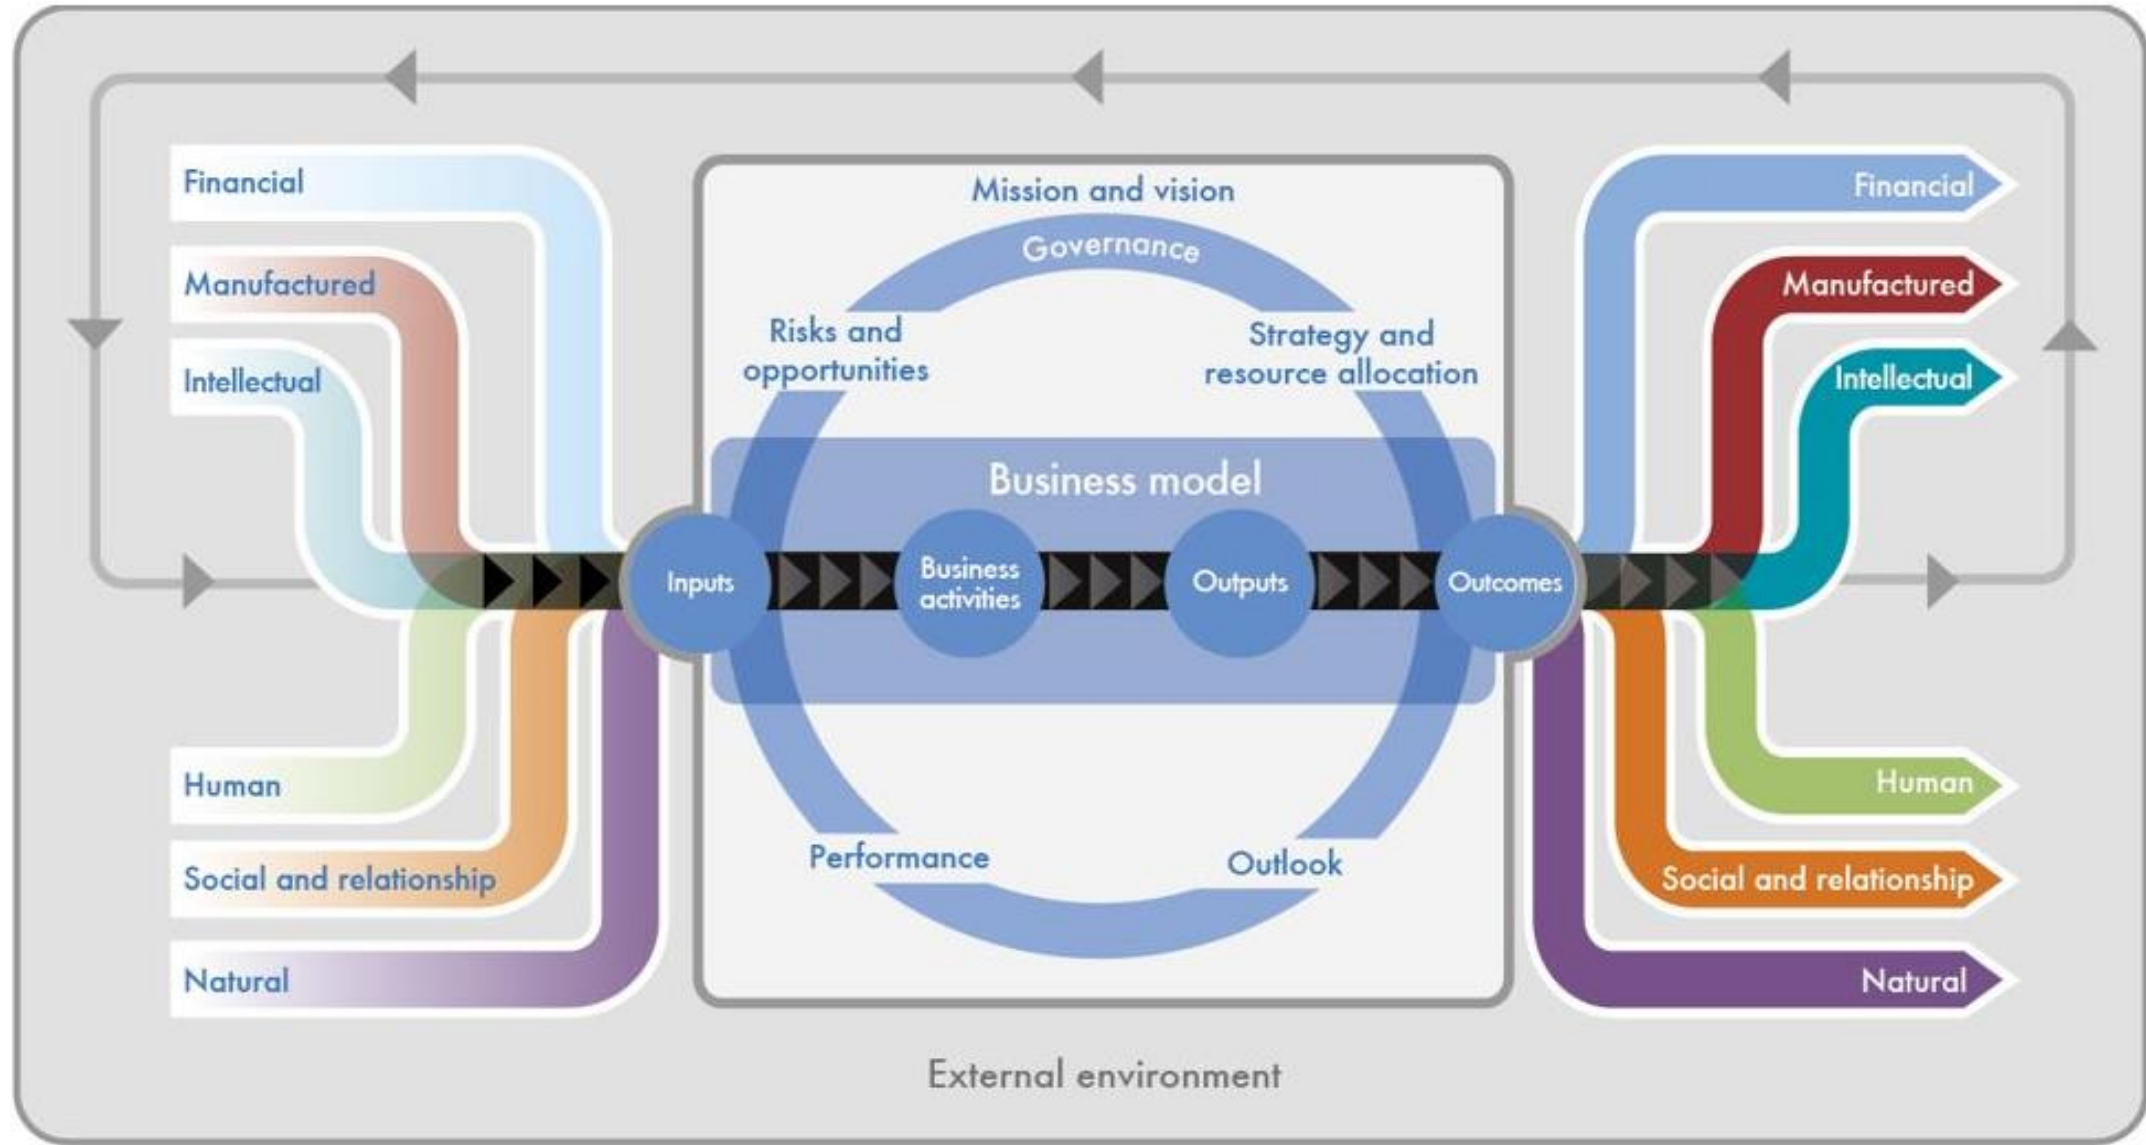 Financial
Manufactured
Intellectual
Human
Social and relationship
Natural
Mission and vision
Governance
Risks and
opportunities
Strategy and
resource allocation
Business model
Inputs
Business
activities
Outputs
Outcomes
Performance
Outlook
Financial
Manufactured
Intellectual
Human
Social and relationship
Natural
External environment